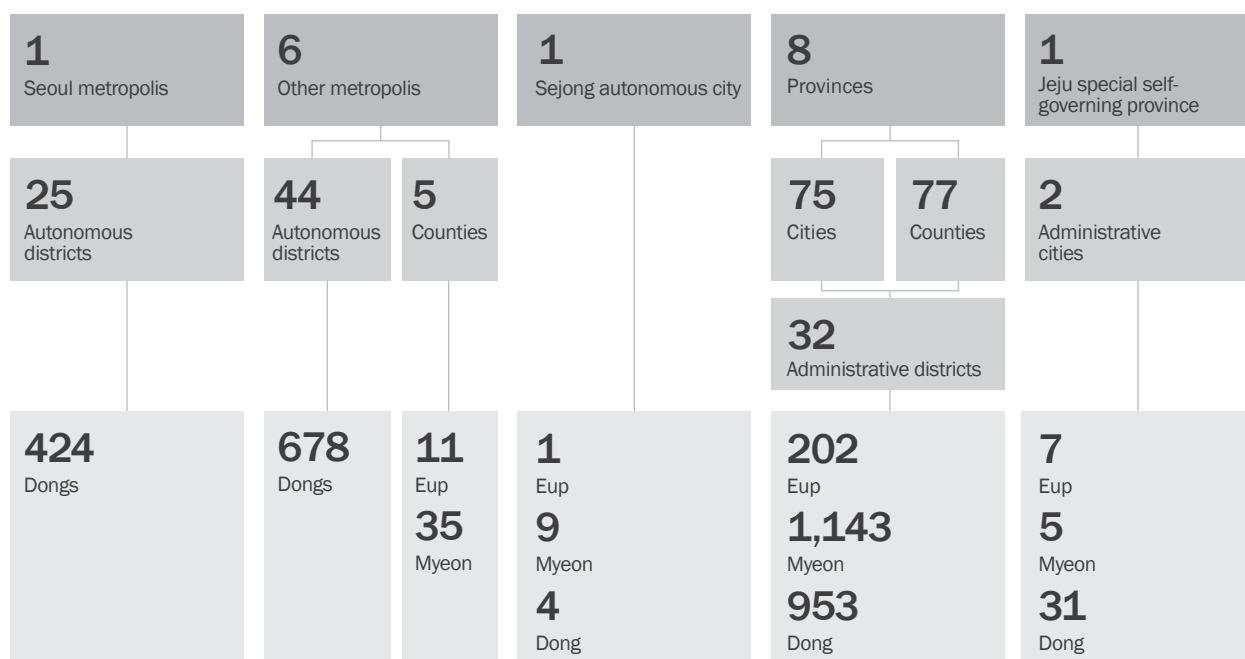 1
Seoul metropolis
6
Other metropolis
1
Sejong autonomous city
8
Provinces
1
Jeju special self-
governing province
25
Autonomous
districts
44
Autonomous
districts
5
Counties
75
Cities
77
Counties
2
Administrative
cities
32
Administrative districts
424
Dongs
678
Dongs
11
Eup
35
Myeon
1
Eup
9
Myeon
4
Dong
202
Eup
1,143
Myeon
953
Dong
7
Eup
5
Myeon
31
Dong